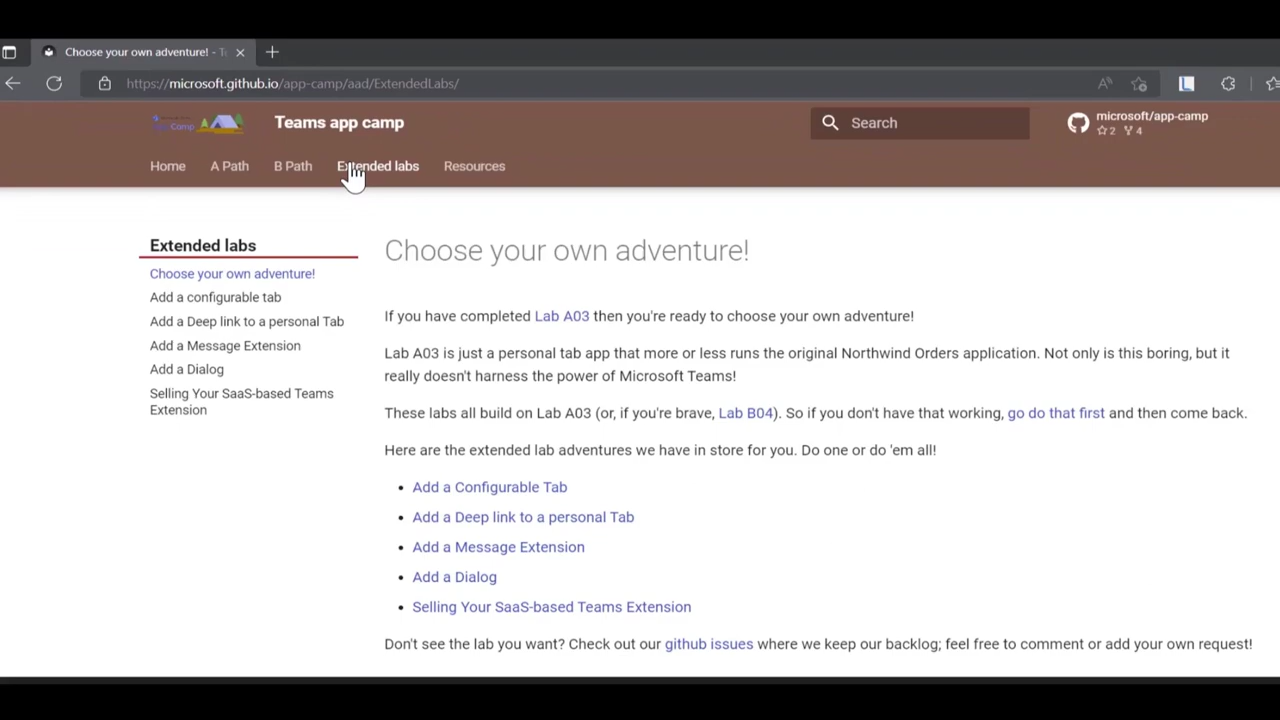 Choose your own adventure! - T
https://microsoft.github.io/app-camp/aad/ExtendedLabs/
Camp
Teams app camp
Search
microsoft/app-camp
2 4
Home A Path B Path Extended labs Resources
Extended labs
Choose your own adventure!
Add a configurable tab
Add a Deep link to a personal Tab
Add a Message Extension
Add a Dialog
Selling Your SaaS-based Teams
Extension
Choose your own adventure!
If you have completed Lab A03 then you're ready to choose your own adventure!
Lab A03 is just a personal tab app that more or less runs the original Northwind Orders application. Not only is this boring, but it
really doesn't harness the power of Microsoft Teams!
These labs all build on Lab A03 (or, if you're brave, Lab B04). So if you don't have that working, go do that first and then come back.
Here are the extended lab adventures we have in store for you. Do one or do 'em all!
• Add a Configurable Tab
• Add a Deep link to a personal Tab
• Add a Message Extension
• Add a Dialog
• Selling Your SaaS-based Teams Extension
Don't see the lab you want? Check out our github issues where we keep our backlog; feel free to comment or add your own request!